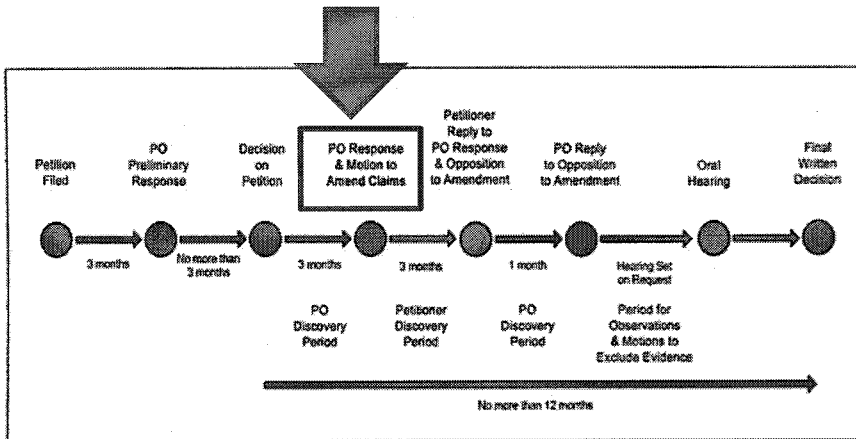 Petition
Filed
PO
Preliminary
Response
Decision
on
Petition
PO Response
& Motion to
Amend Claims
Petitioner
Reply to
PO Response
& Opposition
to Amendment
PO Reply
to Opposition
to Amendment
Oral
Hearing
Final
Written
Decision
3 months
No more than
3 months
3 months
3 months
1 month
Hearing Set
on Request
PO
Discovery
Period
Petitioner
Discovery
Period
PO
Discovery
Period
Period for
Observations
& Motions to
Exclude Evidence
No more than 12 months